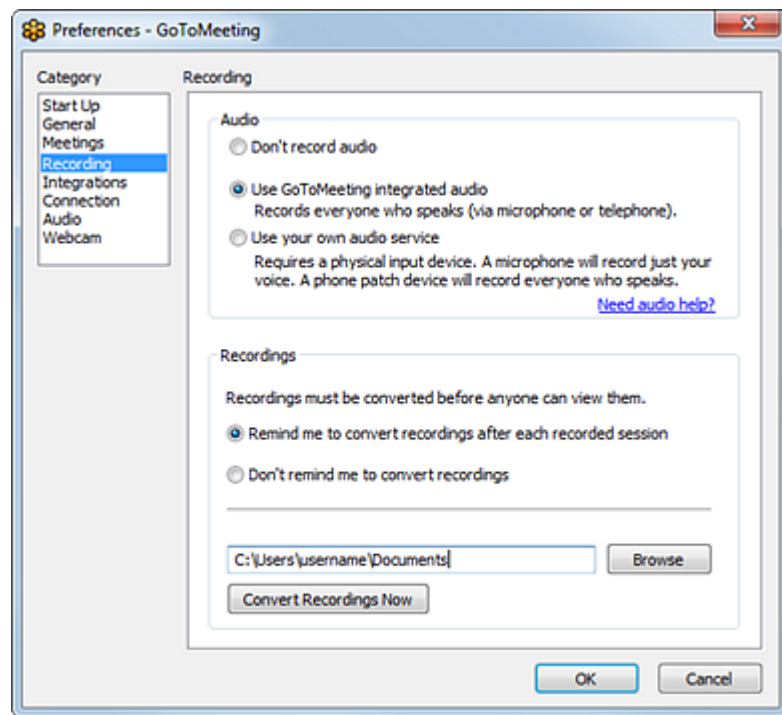 Preferences - GoToMeeting
Category
Start Up
General
Meetings
Recording
Integrations
Connection
Audio
Webcam
Recording
Audio
Don't record audio
Use GoToMeeting integrated audio
Records everyone who speaks (via microphone or telephone).
Use your own audio service
Requires a physical input device. A microphone will record just your
voice. A phone patch device will record everyone who speaks.
Need audio help?
Recordings
Recordings must be converted before anyone can view them.
Remind me to convert recordings after each recorded session
Don't remind me to convert recordings
C:\Users\username\Documents
Browse
Convert Recordings Now
OK
Cancel